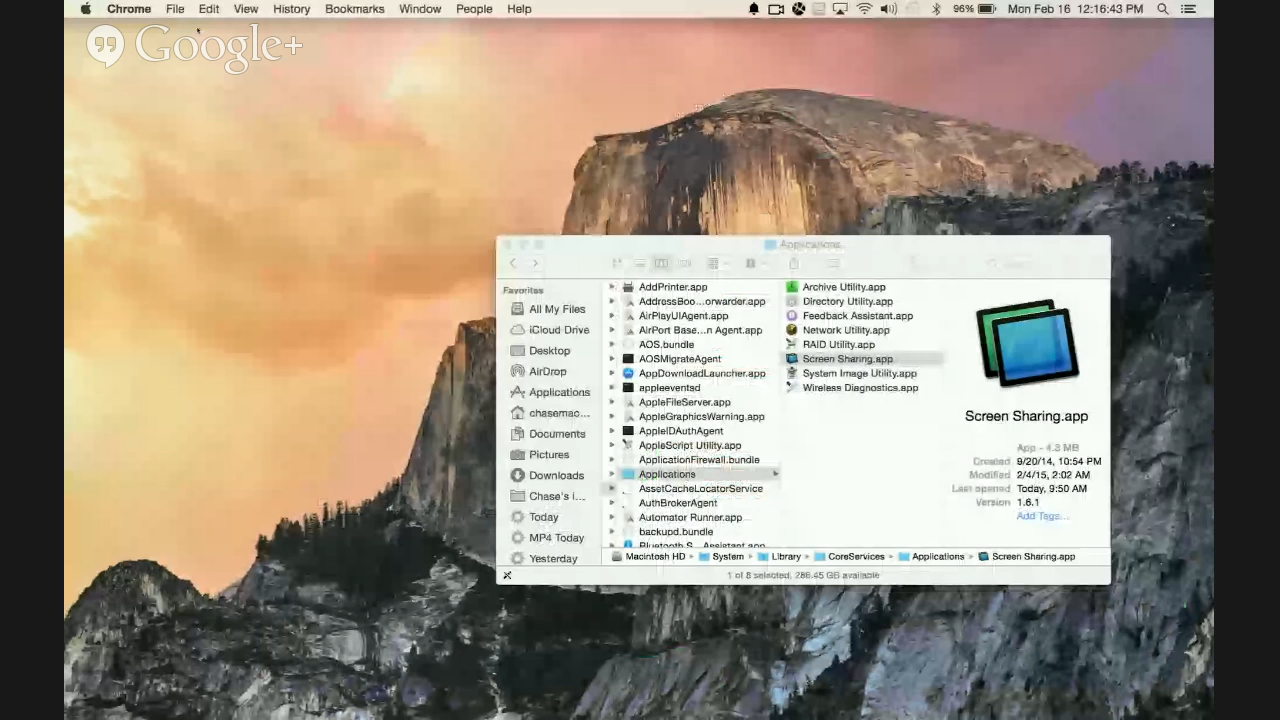 Chrome File Edit View History Bookmarks Window People Help 96% Mon Feb 16 12:16:43 PM
Google+
Applications
Favorites
All My Files
iCloud Drive
Desktop
AirDrop
Applications
chasemac...
Documents
Pictures
Downloads
Chase's i...
Today
MP4 Today
Yesterday
AddPrinter.app
AddressBoo...orwarder.app
AirPlayUIAgent.app
AirPort Base...n Agent.app
AOS.bundle
AOSMigrateAgent
AppDownloadLauncher.app
appleeventsd
AppleFileServer.app
AppleGraphicsWarning.app
AppleIDAuthAgent
AppleScript Utility.app
ApplicationFirewall.bundle
Applications
AssetCacheLocatorService
AuthBrokerAgent
Automator Runner.app
backupd.bundle
Bluetooth S... Assistant.app
Archive Utility.app
Directory Utility.app
Feedback Assistant.app
Network Utility.app
RAID Utility.app
Screen Sharing.app
System Image Utility.app
Wireless Diagnostics.app
Screen Sharing.app
App - 4.3 MB
Created 9/20/14, 10:54 PM
Modified 2/4/15, 2:02 AM
Last opened Today, 9:50 AM
Version 1.6.1
Add Tags...
Macintosh HD System Library CoreServices Applications Screen Sharing.app
1 of 8 selected, 286.45 GB available